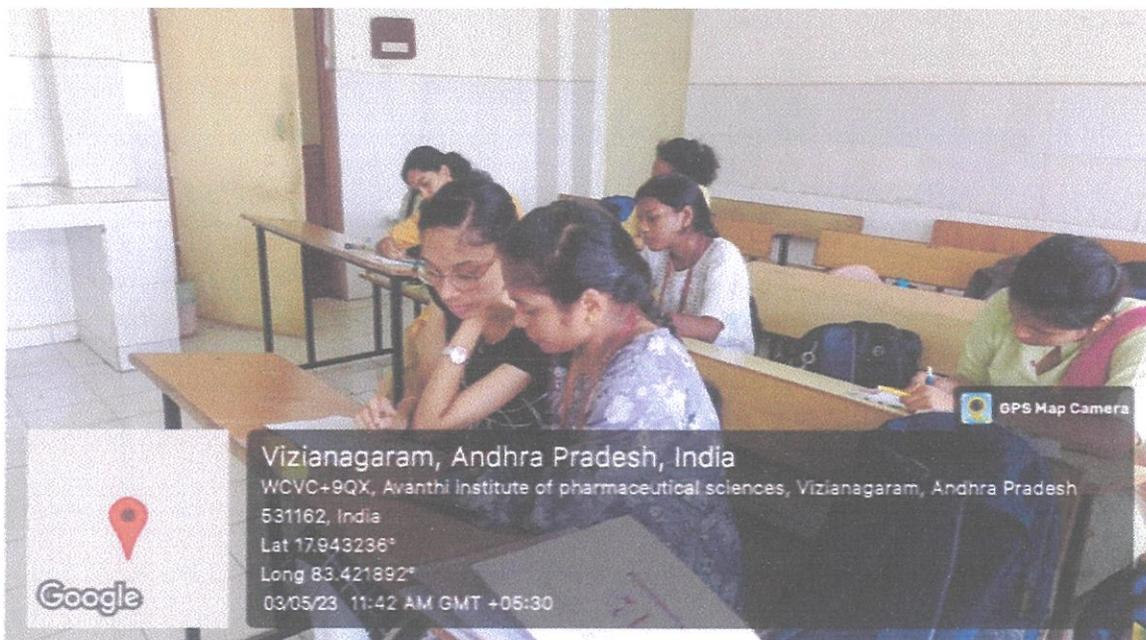 GPS Map Camera
Vizianagaram, Andhra Pradesh, India
WCVC+9QX, Avanthi institute of pharmaceutical sciences, Vizianagaram, Andhra Pradesh
531162, India
Lat 17.943236°
Long 83.421892°
03/05/23 11:42 AM GMT +05:30
Google